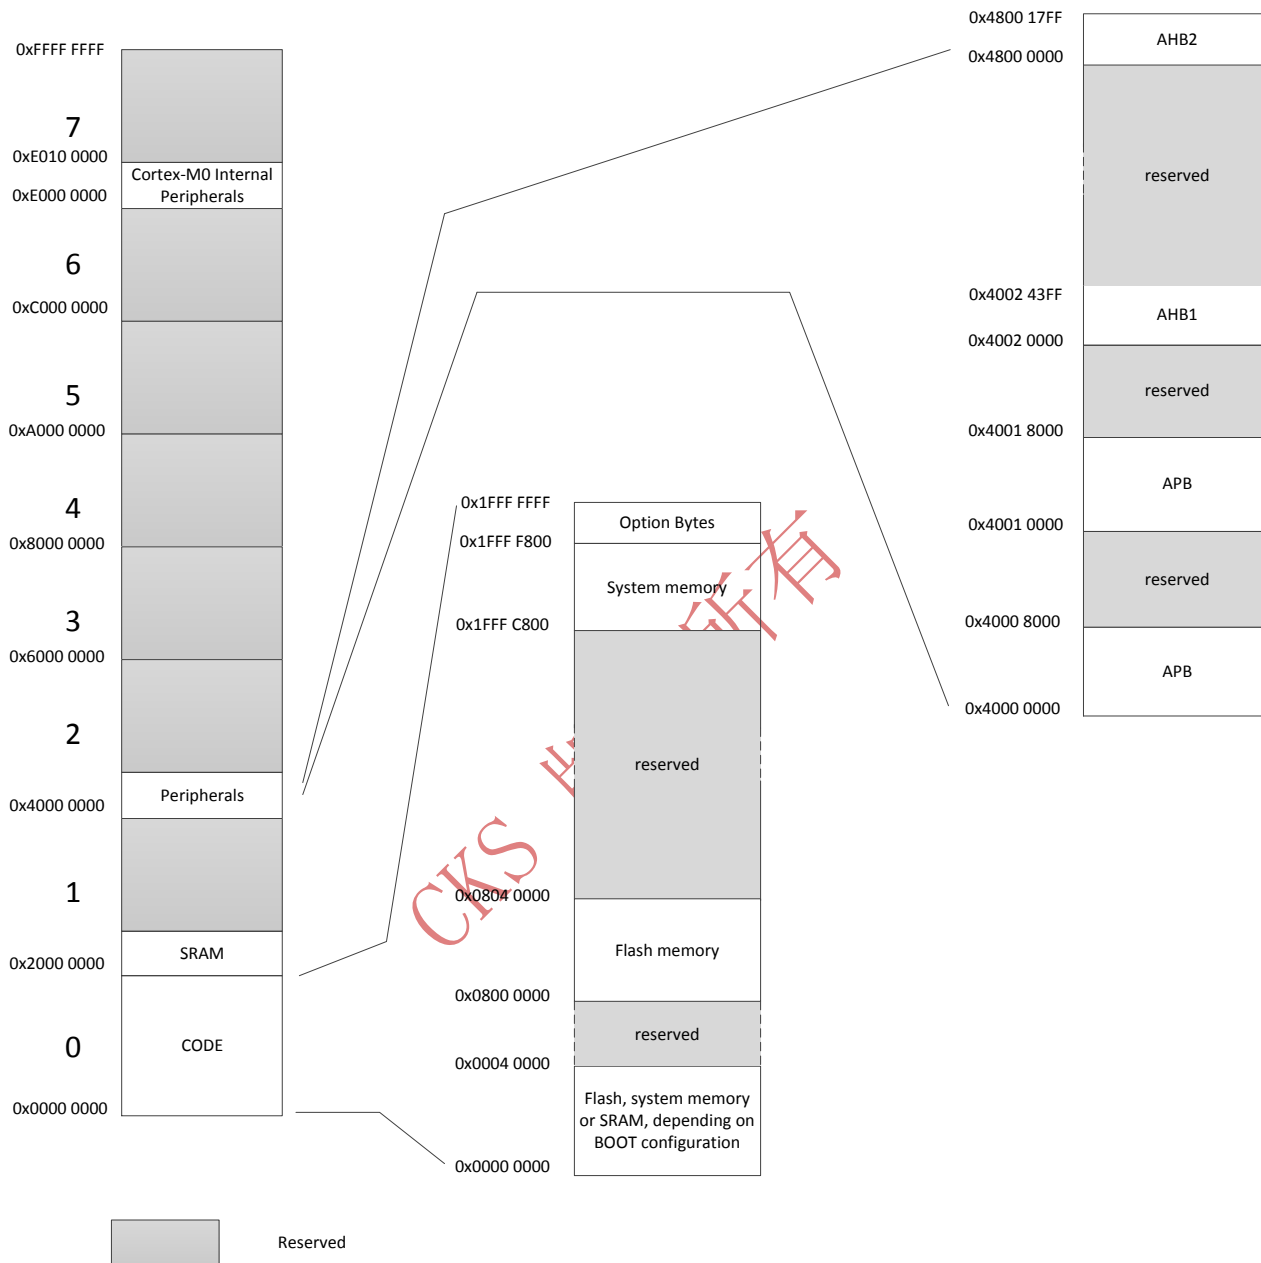 0xFFFF FFFF
7
0xE010 0000
Cortex-M0 Internal
Peripherals
0xE000 0000
6
0xC000 0000
5
0xA000 0000
4
0x8000 0000
3
0x6000 0000
2
Peripherals
0x4000 0000
1
SRAM
0x2000 0000
0
CODE
0x0000 0000
0x1FFF FFFF
Option Bytes
0x1FFF F800
System memory
0x1FFF C800
reserved
0x0804 0000
Flash memory
0x0800 0000
reserved
0x0004 0000
Flash, system memory
or SRAM, depending on
BOOT configuration
0x0000 0000
0x4800 17FF
AHB2
0x4800 0000
reserved
0x4002 43FF
AHB1
0x4002 0000
reserved
0x4001 8000
APB
0x4001 0000
reserved
0x4000 8000
APB
0x4000 0000
CKS 所有
Reserved